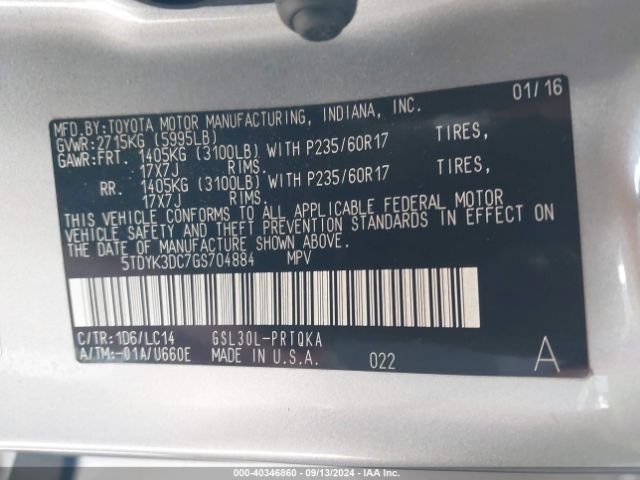 MFD.BY:TOYOTA MOTOR MANUFACTURING, INDIANA, INC. 01/16
GVWR:2715KG (5995LB)
GAWR:FRT. 1405KG (3100LB) WITH P235/60R17 TIRES,
17X7J RIMS.
RR. 1405KG (3100LB) WITH P235/60R17 TIRES,
17X7J RIMS.
THIS VEHICLE CONFORMS TO ALL APPLICABLE FEDERAL MOTOR
VEHICLE SAFETY AND THEFT PREVENTION STANDARDS IN EFFECT ON
THE DATE OF MANUFACTURE SHOWN ABOVE.
5TDYK3DC7GS704884 MPV
C/TR:1D6/LC14 GSL30L-PRTQKA
A/TM:-01A/U660E MADE IN U.S.A. 022 A
000-40346860 - 09/13/2024 - IAAI.COM